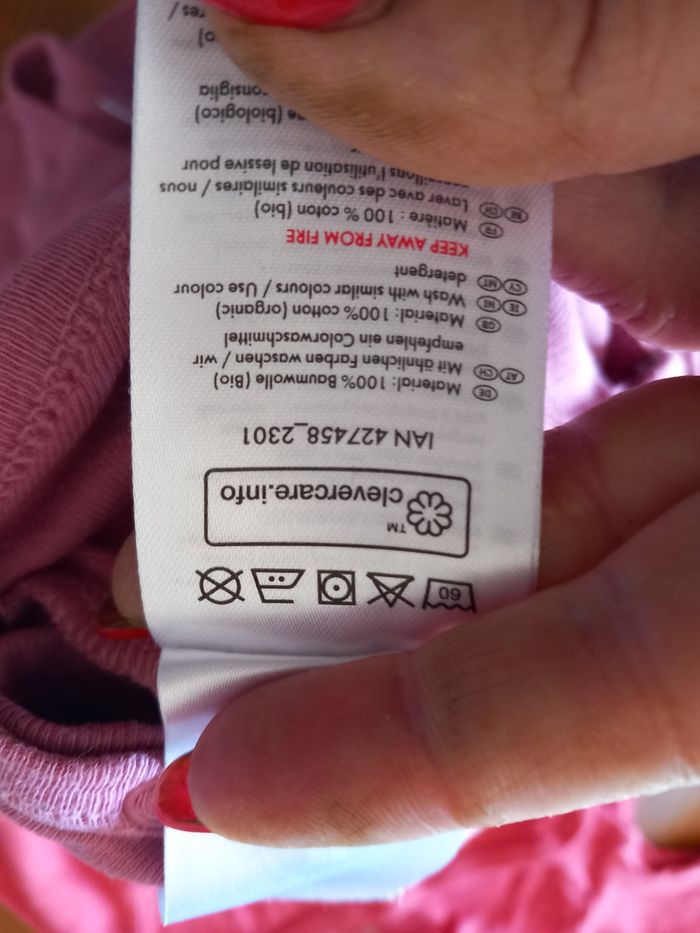 60
™
clevercare.info
IAN 427458_2301
DE Material: 100% Baumwolle (Bio)
AT CH Mit ähnlichen Farben waschen / wir
empfehlen ein Colorwaschmittel
GB Material: 100% cotton (organic)
IE NI Wash with similar colours / Use colour
CY MT detergent
KEEP AWAY FROM FIRE
FR Matière : 100 % coton (bio)
BE CH Laver avec des couleurs similaires / nous
l'utilisation de lessive pour
(biologico)